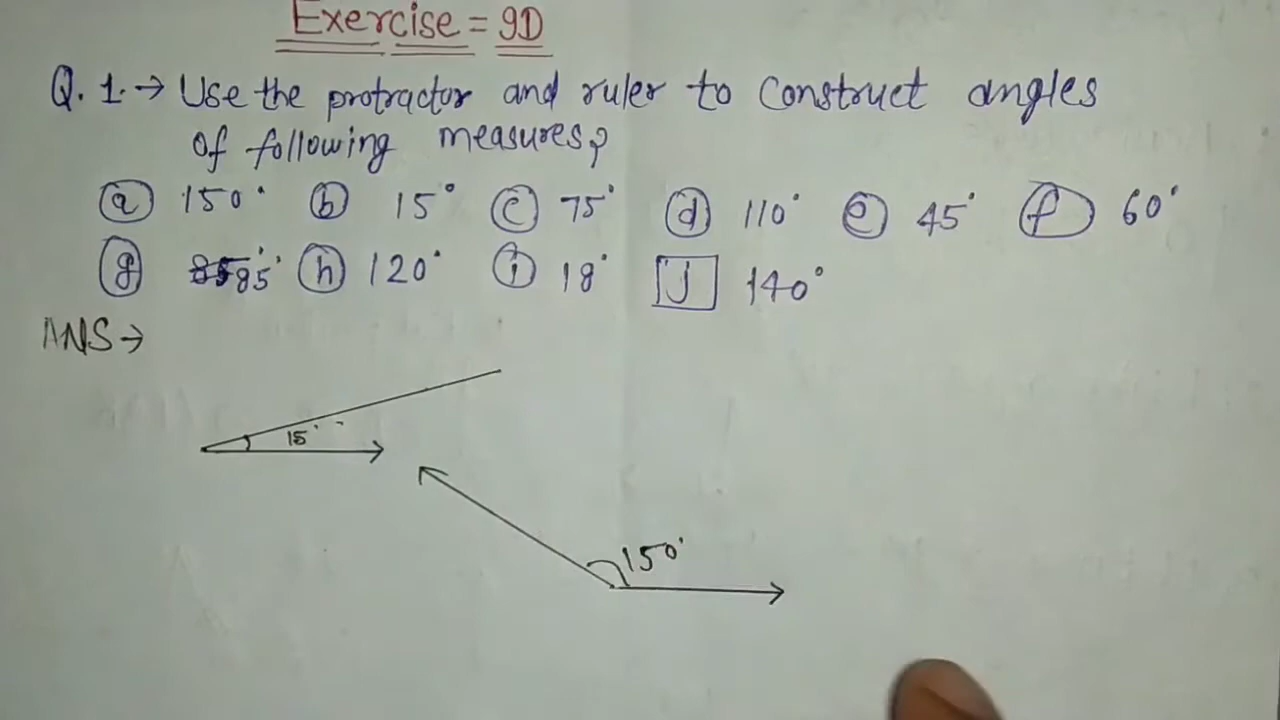 Exercise = 9D
Q. 1. → Use the protractor and ruler to construct angles
of following measures?
(a) 150° (b) 15° (c) 75° (d) 110° (e) 45° (f) 60°
(g) 85° (h) 120° (i) 18° [J] 140°
ANS →
15°
150°